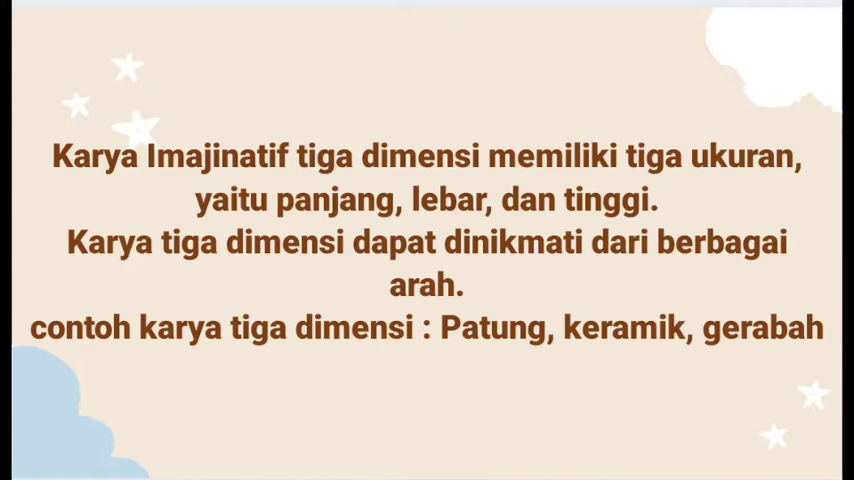 Karya Imajinatif tiga dimensi memiliki tiga ukuran,
yaitu panjang, lebar, dan tinggi.
Karya tiga dimensi dapat dinikmati dari berbagai
arah.
contoh karya tiga dimensi : Patung, keramik, gerabah